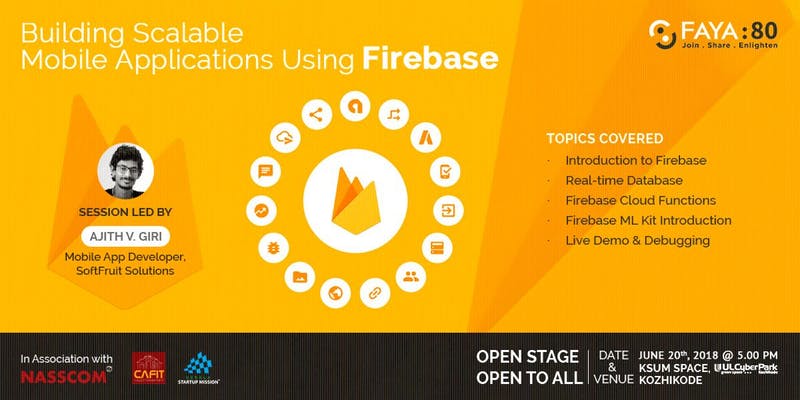 Building Scalable
Mobile Applications Using Firebase
FAYA:80
Join . Share . Enlighten
SESSION LED BY
AJITH V. GIRI
Mobile App Developer,
SoftFruit Solutions
TOPICS COVERED
· Introduction to Firebase
· Real-time Database
· Firebase Cloud Functions
· Firebase ML Kit Introduction
· Live Demo & Debugging
In Association with
NASSCOM
CAFIT
KERALA
STARTUP MISSION
OPEN STAGE
OPEN TO ALL
DATE
&
VENUE
JUNE 20th, 2018 @ 5.00 PM
KSUM SPACE, ULCyberPark
KOZHIKODE